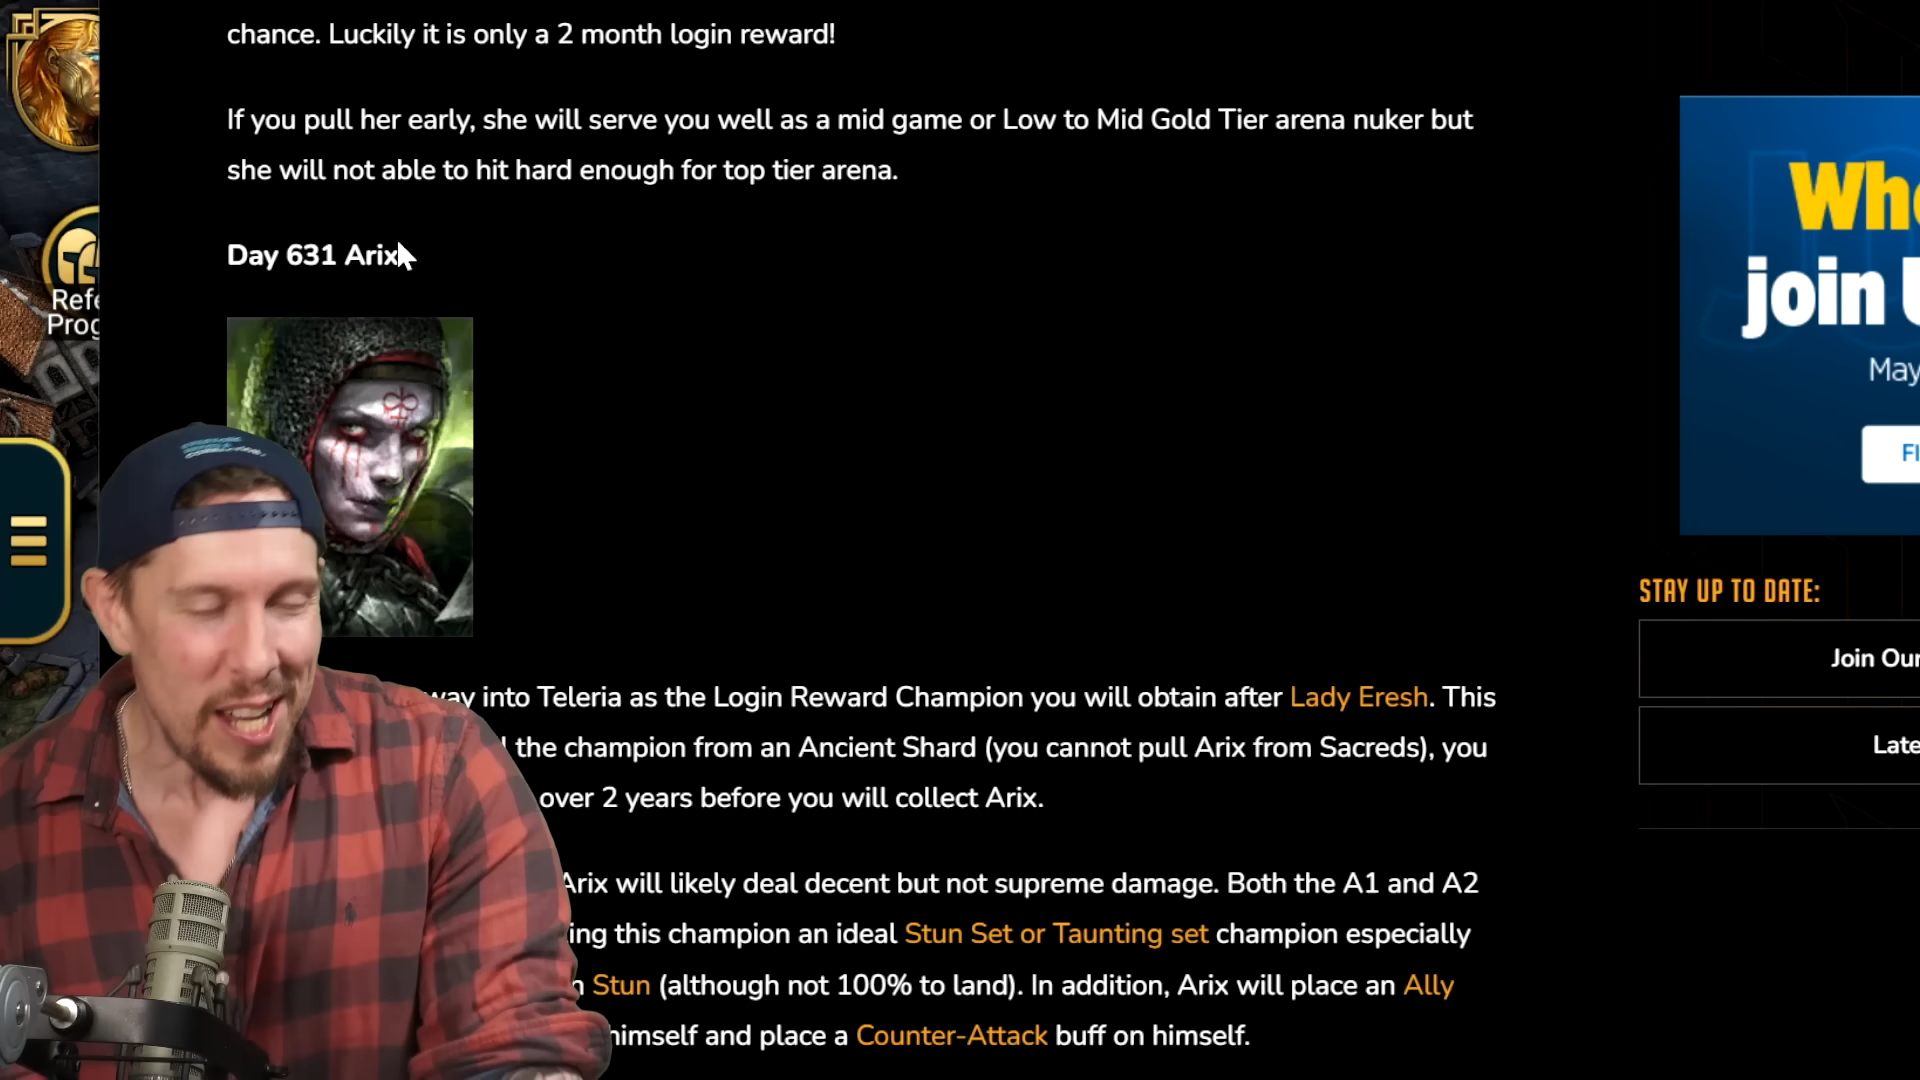 chance. Luckily it is only a 2 month login reward!
If you pull her early, she will serve you well as a mid game or Low to Mid Gold Tier arena nuker but
she will not able to hit hard enough for top tier arena.
Day 631 Arix
way into Teleria as the Login Reward Champion you will obtain after Lady Eresh. This
the champion from an Ancient Shard (you cannot pull Arix from Sacreds), you
over 2 years before you will collect Arix.
Arix will likely deal decent but not supreme damage. Both the A1 and A2
ing this champion an ideal Stun Set or Taunting set champion especially
Stun (although not 100% to land). In addition, Arix will place an Ally
himself and place a Counter-Attack buff on himself.
Refe
Prog
Whe
join U
May
FI
STAY UP TO DATE:
Join Our
Late